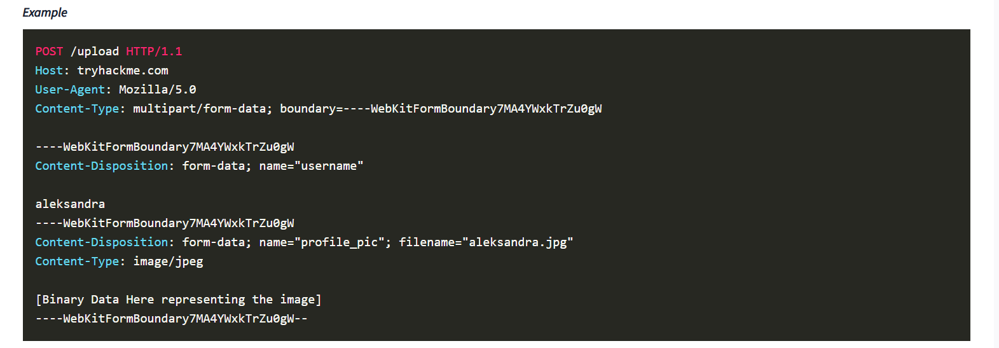 Example
POST /upload HTTP/1.1
Host: tryhackme.com
User-Agent: Mozilla/5.0
Content-Type: multipart/form-data; boundary=----WebKitFormBoundary7MA4YWxkTrZu0gW
----WebKitFormBoundary7MA4YWxkTrZu0gW
Content-Disposition: form-data; name="username"
aleksandra
----WebKitFormBoundary7MA4YWxkTrZu0gW
Content-Disposition: form-data; name="profile_pic"; filename="aleksandra.jpg"
Content-Type: image/jpeg
[Binary Data Here representing the image]
----WebKitFormBoundary7MA4YWxkTrZu0gW--